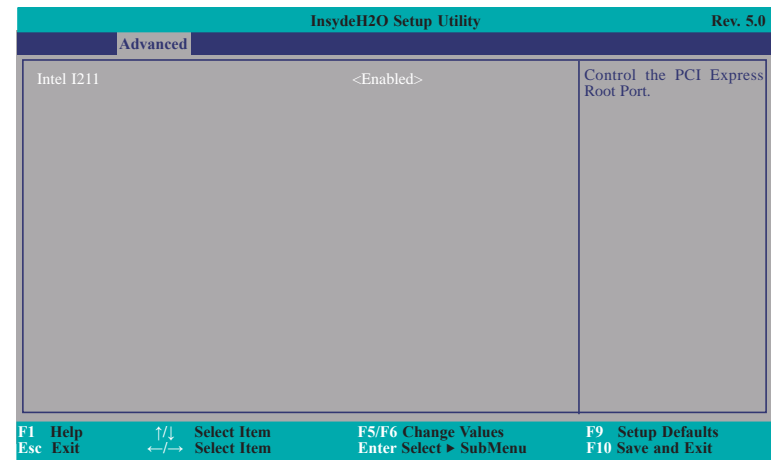 InsydeH2O Setup Utility Rev. 5.0
Advanced
Intel I211 <Enabled> Control the PCI Express
Root Port.
F1 Help ↑/↓ Select Item F5/F6 Change Values F9 Setup Defaults
Esc Exit ←/→ Select Item Enter Select ▶ SubMenu F10 Save and Exit